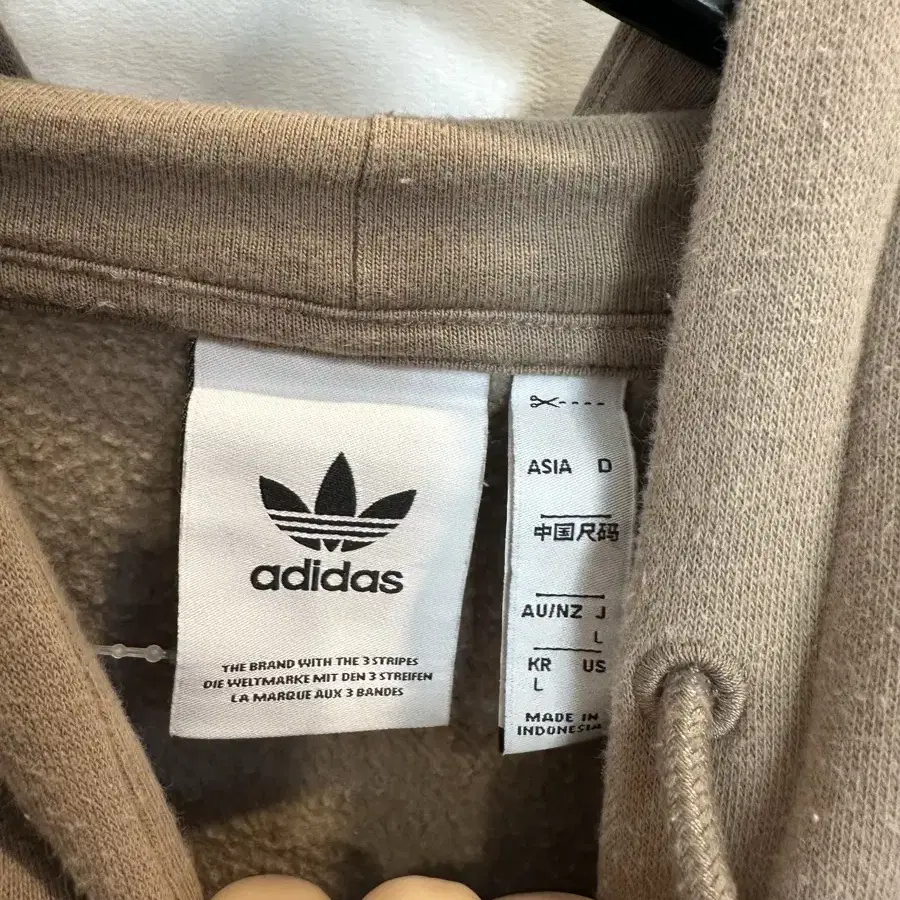 adidas
THE BRAND WITH THE 3 STRIPES
DIE WELTMARKE MIT DEN 3 STREIFEN
LA MARQUE AUX 3 BANDES
ASIA D
中国尺码
AU/NZ J
L
KR US
L
MADE IN
INDONESIA